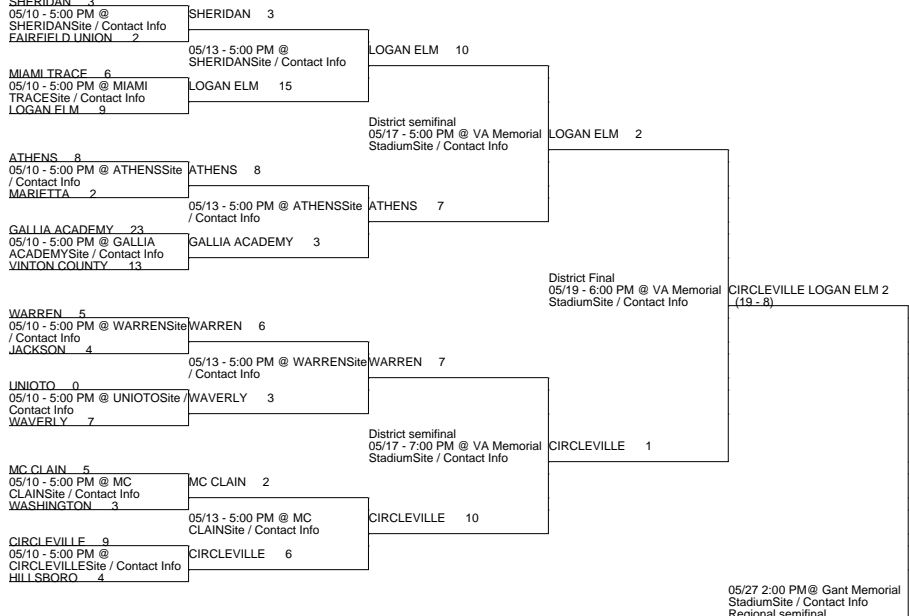 SHERIDAN 3
05/10 - 5:00 PM @
SHERIDANSite / Contact Info
FAIRFIELD UNION 2
MIAMI TRACE 6
05/10 - 5:00 PM @ MIAMI
TRACESite / Contact Info
LOGAN ELM 9
ATHENS 8
05/10 - 5:00 PM @ ATHENSSite
/ Contact Info
MARIETTA 2
GALLIA ACADEMY 23
05/10 - 5:00 PM @ GALLIA
ACADEMYSite / Contact Info
VINTON COUNTY 13
WARREN 5
05/10 - 5:00 PM @ WARRENSite
/ Contact Info
JACKSON 4
UNIOTO 0
05/10 - 5:00 PM @ UNIOTOSite /
Contact Info
WAVERLY 7
MC CLAIN 5
05/10 - 5:00 PM @ MC
CLAINSite / Contact Info
WASHINGTON 3
CIRCLEVILLE 9
05/10 - 5:00 PM @
CIRCLEVILLESite / Contact Info
HILLSBORO 4
SHERIDAN 3
05/13 - 5:00 PM @
SHERIDANSite / Contact Info
LOGAN ELM 15
ATHENS 8
05/13 - 5:00 PM @ ATHENSSite
/ Contact Info
GALLIA ACADEMY 3
WARREN 6
05/13 - 5:00 PM @ WARRENSite
/ Contact Info
WAVERLY 3
MC CLAIN 2
05/13 - 5:00 PM @ MC
CLAINSite / Contact Info
CIRCLEVILLE 6
LOGAN ELM 10
District semifinal
05/17 - 5:00 PM @ VA Memorial
StadiumSite / Contact Info
ATHENS 7
WARREN 7
District semifinal
05/17 - 7:00 PM @ VA Memorial
StadiumSite / Contact Info
CIRCLEVILLE 10
LOGAN ELM 2
District Final
05/19 - 6:00 PM @ VA Memorial
StadiumSite / Contact Info
CIRCLEVILLE 1
CIRCLEVILLE LOGAN ELM 2
(19 - 8)
05/27 2:00 PM@ Gant Memorial
StadiumSite / Contact Info
Regional semifinal